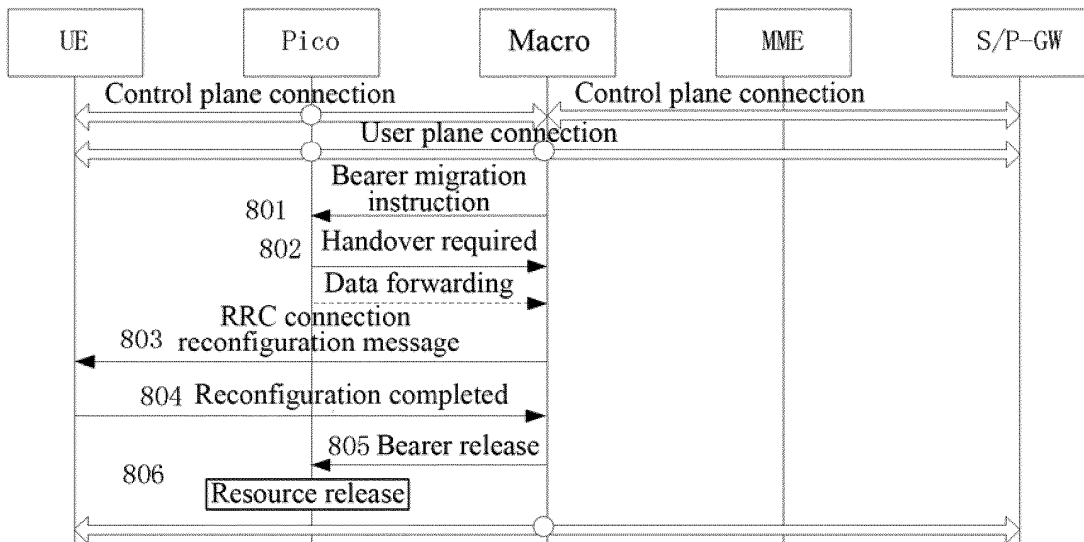 UE Pico Macro MME S/P-GW
Control plane connection Control plane connection
User plane connection
Bearer migration
801 instruction
802 Handover required
Data forwarding
RRC connection
803 reconfiguration message
804 Reconfiguration completed
805 Bearer release
806
Resource release